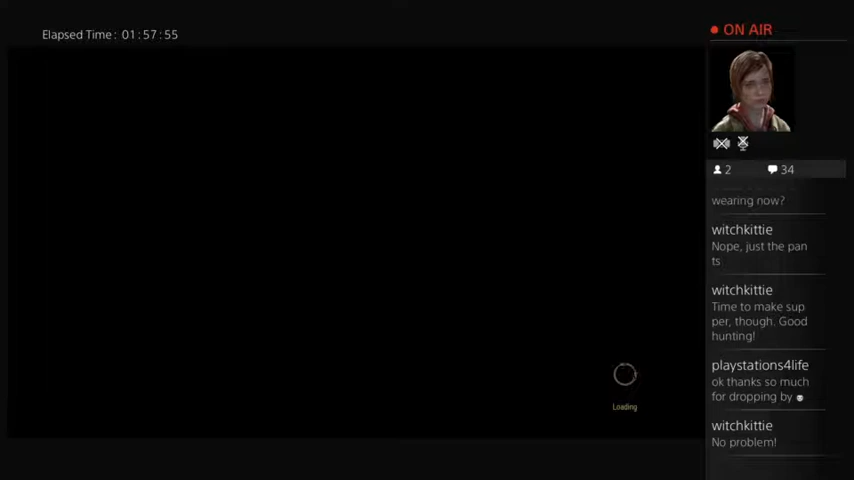 Elapsed Time: 01:57:55
ON AIR
2 34
wearing now?
witchkittie
Nope, just the pan
ts
witchkittie
Time to make sup
per, though. Good
hunting!
playstations4life
ok thanks so much
for dropping by
witchkittie
No problem!
Loading